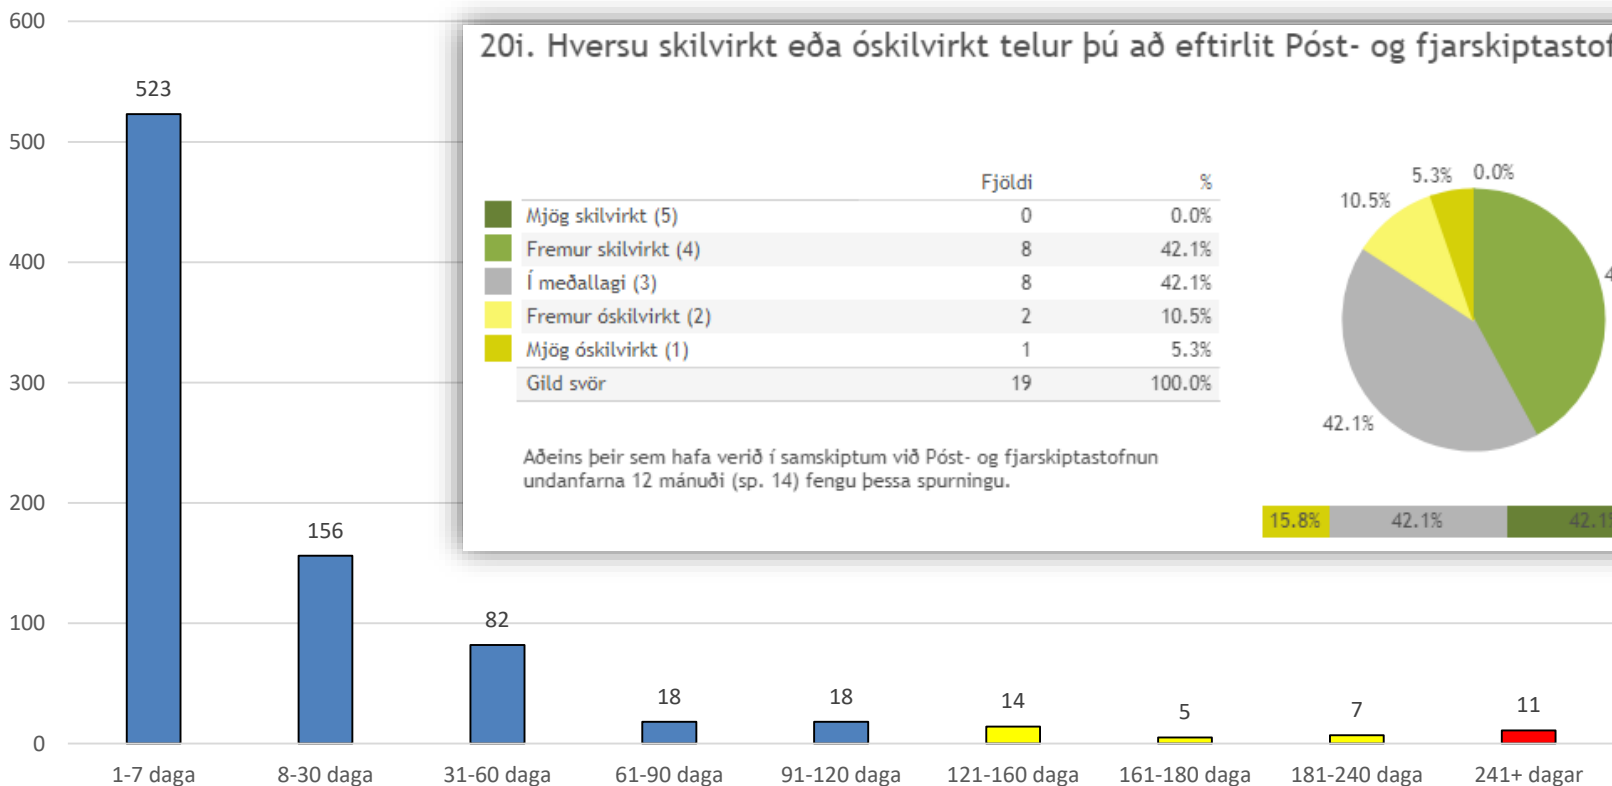 600
500
400
300
200
100
0
523
156
82
18
18
14
5
7
11
1-7 daga
8-30 daga
31-60 daga
61-90 daga
91-120 daga
121-160 daga
161-180 daga
181-240 daga
241+ dagar
20i. Hversu skilvirkt eða óskilvirkt telur þú að eftirlit Póst- og fjarskiptastof
Fjöldi %
Mjög skilvirkt (5) 0 0.0%
Fremur skilvirkt (4) 8 42.1%
Í meðallagi (3) 8 42.1%
Fremur óskilvirkt (2) 2 10.5%
Mjög óskilvirkt (1) 1 5.3%
Gild svör 19 100.0%
Aðeins þeir sem hafa verið í samskiptum við Póst- og fjarskiptastofnun
undanfarna 12 mánuði (sp. 14) fengu þessa spurningu.
5.3% 0.0%
10.5%
4
42.1%
15.8% 42.1% 42.1